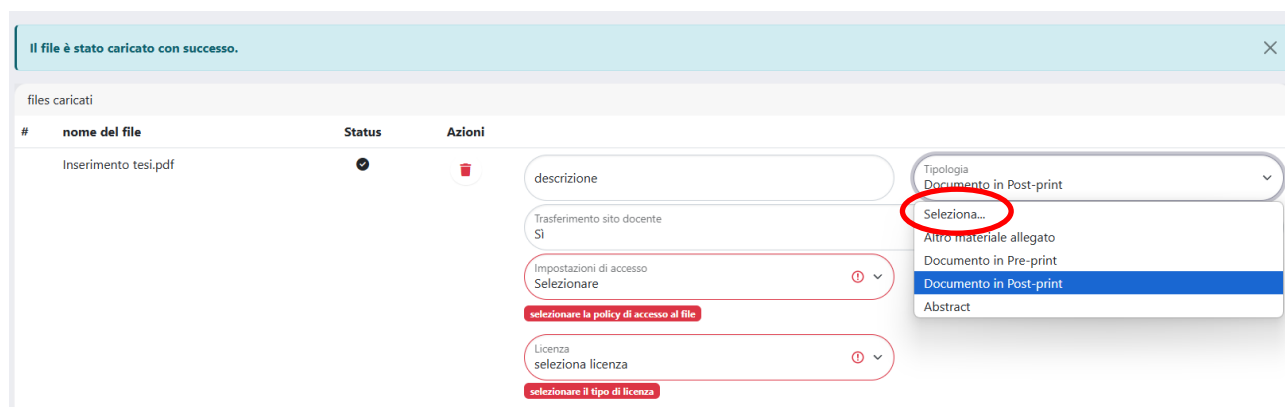 Il file è stato caricato con successo.
files caricati
# nome del file Status Azioni
Inserimento tesi.pdf
descrizione
Tipologia
Documento in Post-print
Trasferimento sito docente
Sì
Seleziona...
Altro materiale allegato
Documento in Pre-print
Documento in Post-print
Abstract
Impostazioni di accesso
Selezionare
selezionare la policy di accesso al file
Licenza
seleziona licenza
selezionare il tipo di licenza